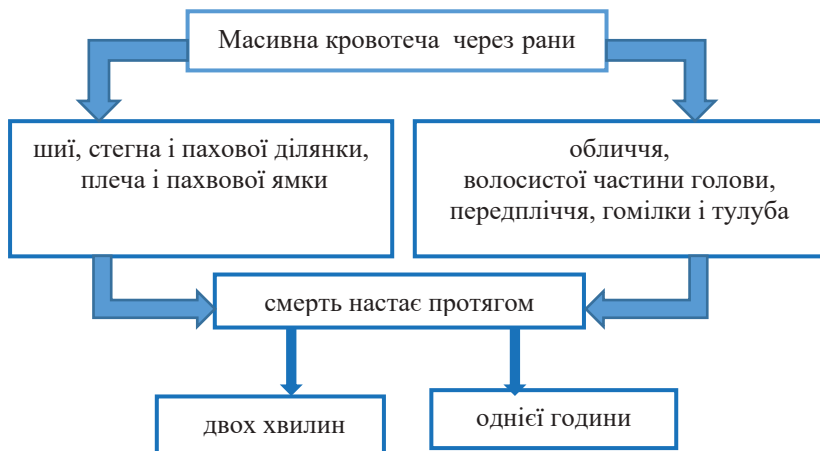 Масивна кровотеча через рани
шиї, стегна і пахової ділянки,
плеча і пахвової ямки
обличчя,
волосистої частини голови,
передпліччя, гомілки і тулуба
смерть настає протягом
двох хвилин
однієї години